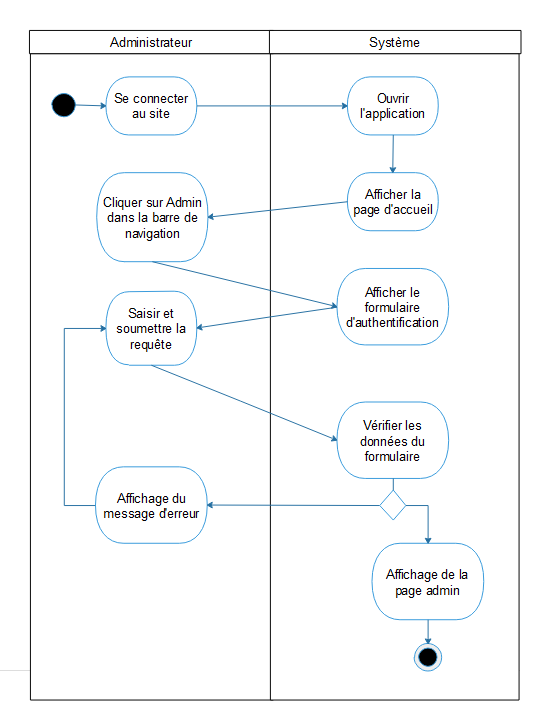 Administrateur
Système
Se connecter
au site
Ouvrir
l'application
Afficher la
page d'accueil
Cliquer sur Admin
dans la barre de
navigation
Afficher le
formulaire
d'authentification
Saisir et
soumettre la
requête
Vérifier les
données du
formulaire
Affichage du
message d'erreur
Affichage de la
page admin